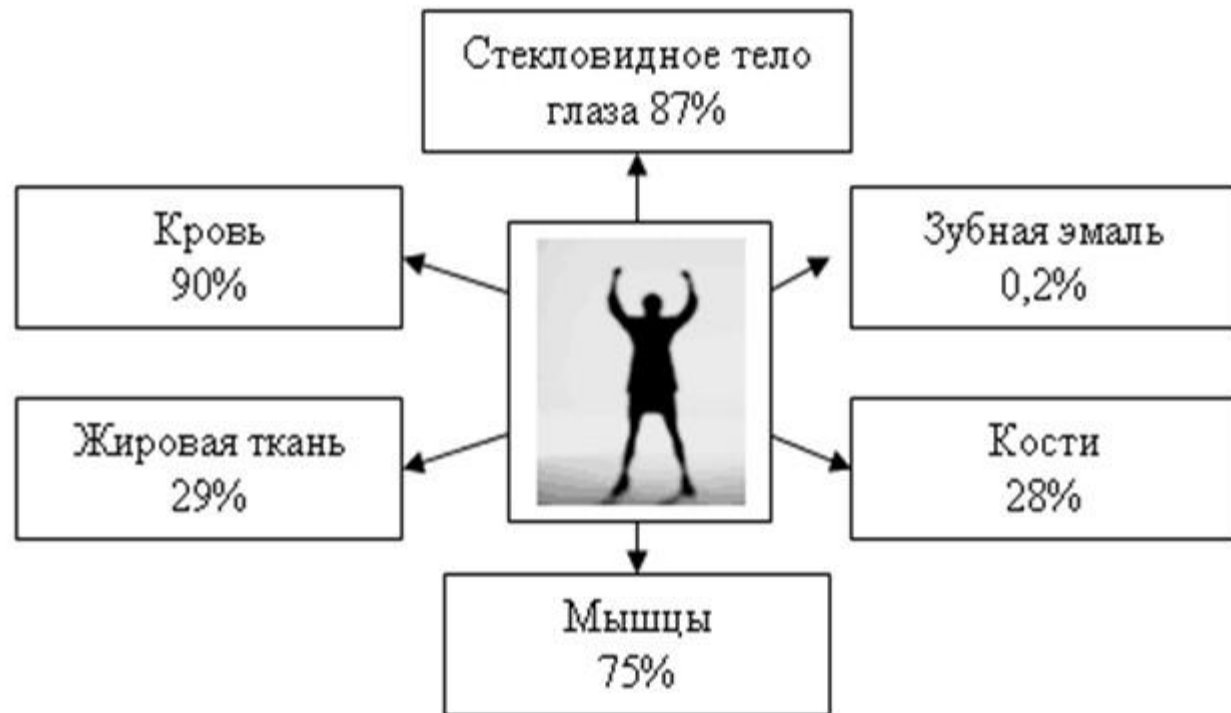 Стекловидное тело
глаза 87%
Кровь
90%
Зубная эмаль
0,2%
Жировая ткань
29%
Кости
28%
Мышцы
75%